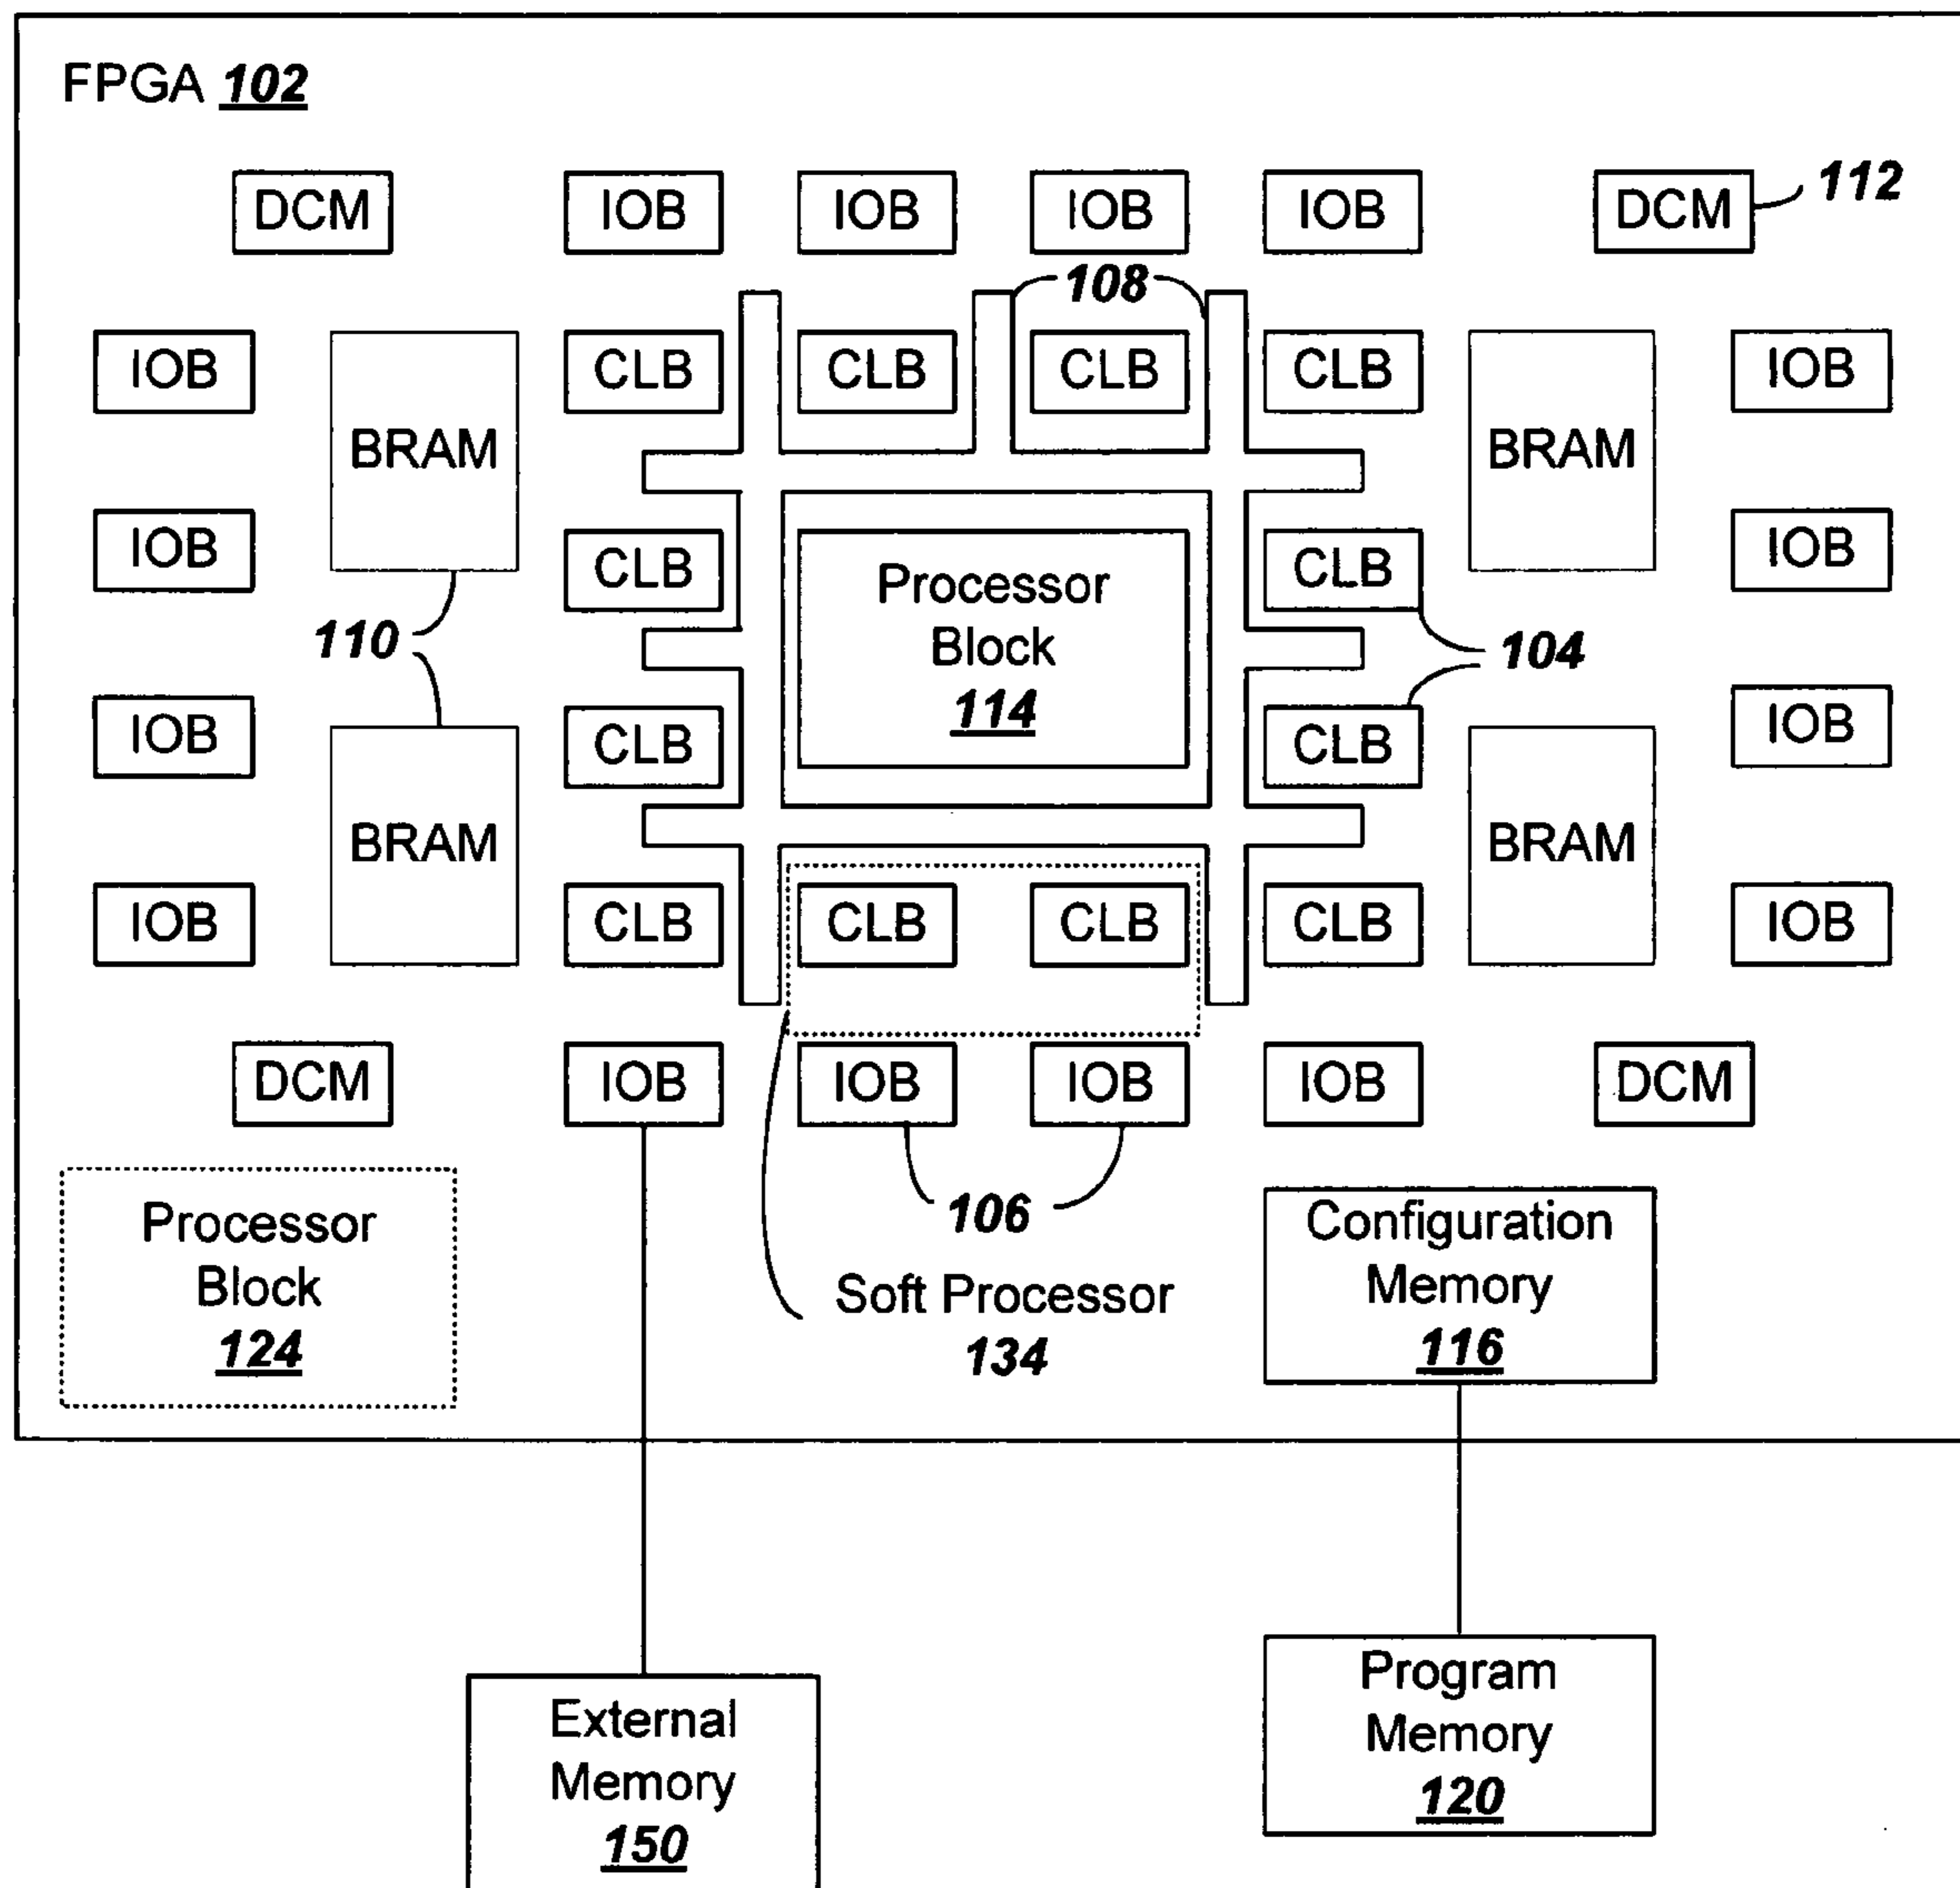 FPGA 102
DCM IOB IOB IOB IOB DCM 112
108
IOB BRAM CLB CLB CLB CLB BRAM IOB
IOB CLB Processor Block 114 CLB IOB
110 104
IOB CLB CLB IOB
BRAM BRAM
IOB CLB CLB CLB CLB IOB
DCM IOB IOB IOB IOB DCM
106
Processor
Block
124
Soft Processor
134
Configuration
Memory
116
External
Memory
150
Program
Memory
120